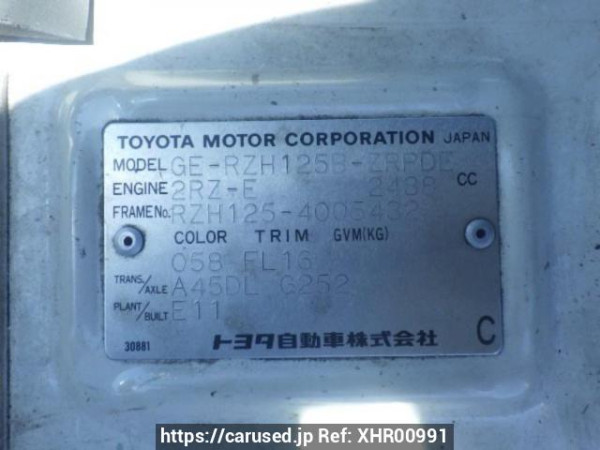 TOYOTA MOTOR CORPORATION JAPAN
MODEL GE-RZH125B-ZRPDE
ENGINE 2RZ-E 2438 CC
FRAME No. RZH125-4005432
COLOR TRIM GVM(KG)
058 FL16
TRANS./AXLE A45DL G252
PLANT/BUILT E11
30881 トヨタ自動車株式会社 C
https://carused.jp Ref: XHR00991